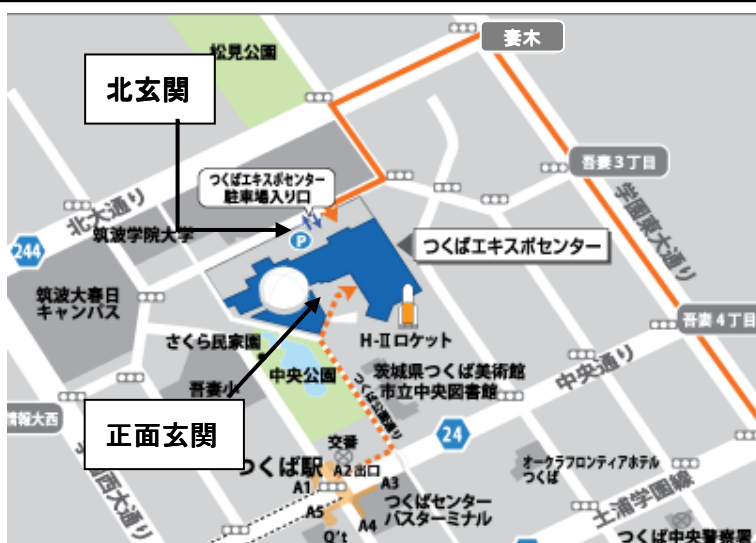 妻木
松見公園
北玄関
つくばエキスポセンター
駐車場入り口
吾妻3丁目
北大通り
筑波学院大学
P
学園東大通り
244
つくばエキスポセンター
筑波大春日
キャンパス
H-Ⅱロケット
吾妻4丁目
さくら民家園
中央公園
茨城県つくば美術館
市立中央図書館
中央通り
吾妻小
つくば公園通り
情報大西
正面玄関
24
交番
つくば駅
A2出口
A1
A3
オークラフロンティアホテル
つくば
土浦学園線
つくばセンター
バスターミナル
A5
A4
Q't
つくば中央警察署